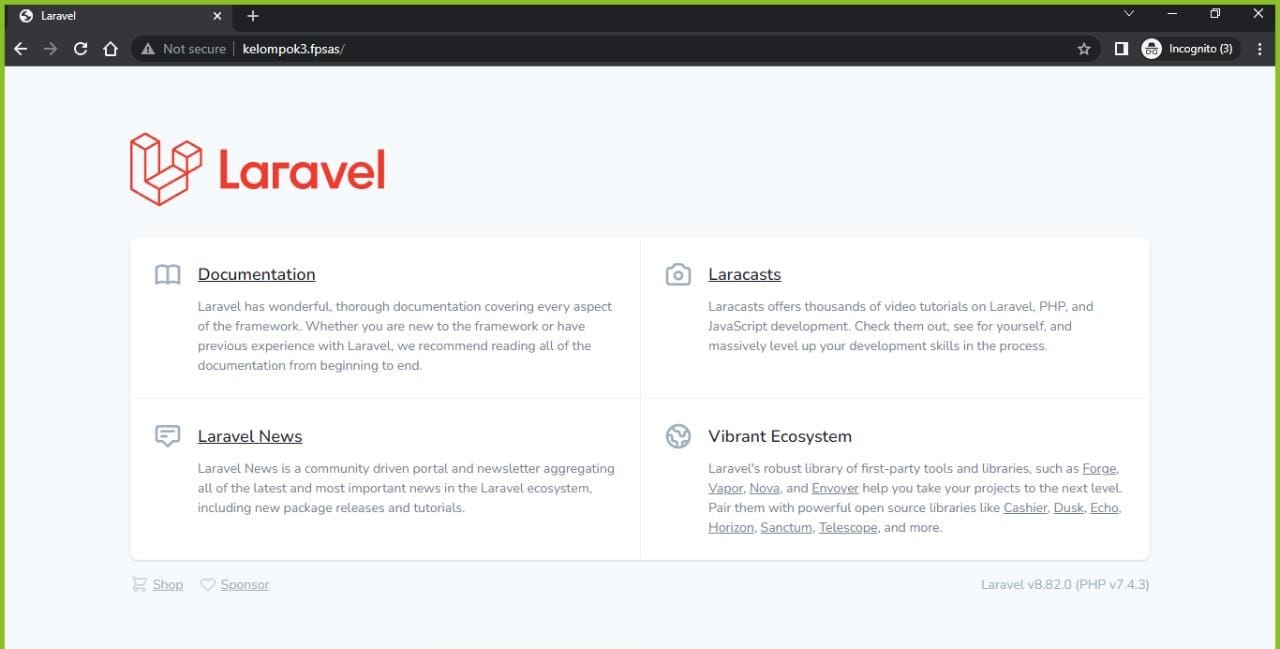 Laravel
Not secure
kelompok3.fpsas/
Incognito (3)
Laravel
Documentation
Laravel has wonderful, thorough documentation covering every aspect
of the framework. Whether you are new to the framework or have
previous experience with Laravel, we recommend reading all of the
documentation from beginning to end.
Laracasts
Laracasts offers thousands of video tutorials on Laravel, PHP, and
JavaScript development. Check them out, see for yourself, and
massively level up your development skills in the process.
Laravel News
Laravel News is a community driven portal and newsletter aggregating
all of the latest and most important news in the Laravel ecosystem,
including new package releases and tutorials.
Vibrant Ecosystem
Laravel's robust library of first-party tools and libraries, such as Forge,
Vapor, Nova, and Envoyer help you take your projects to the next level.
Pair them with powerful open source libraries like Cashier, Dusk, Echo,
Horizon, Sanctum, Telescope, and more.
Shop
Sponsor
Laravel v8.82.0 (PHP v7.4.3)